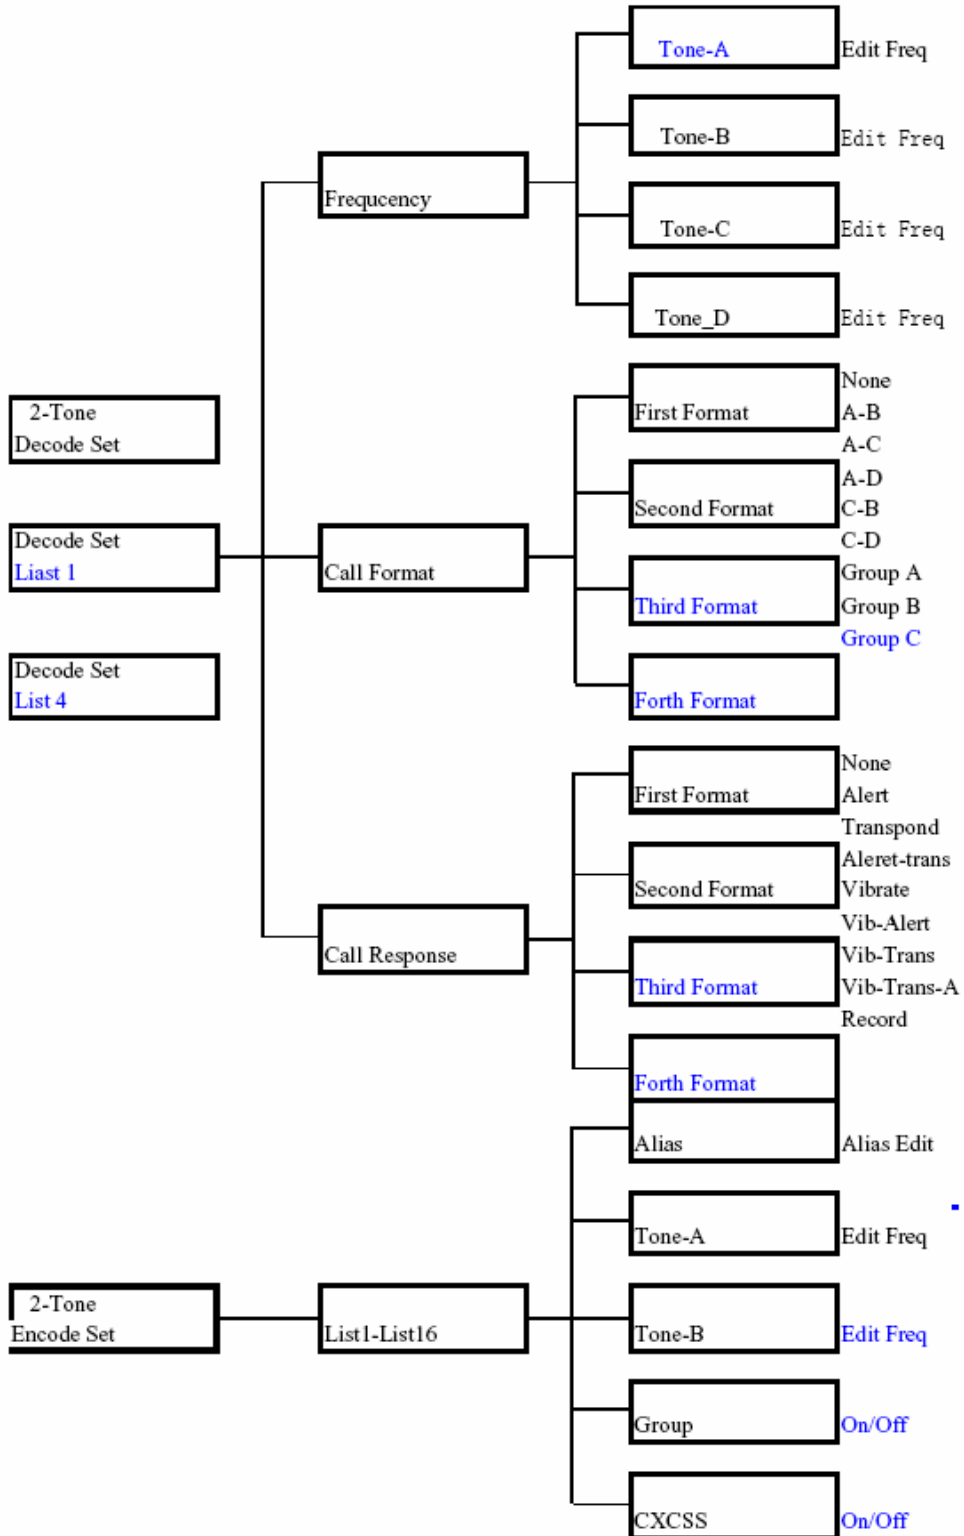 Tone-A
Edit Freq
Tone-B
Edit Freq
Frequcency
Tone-C
Edit Freq
Tone_D
Edit Freq
2-Tone
Decode Set
First Format
None
A-B
A-C
Second Format
A-D
C-B
C-D
Decode Set
Liast 1
Call Format
Third Format
Group A
Group B
Group C
Decode Set
List 4
Forth Format
First Format
None
Alert
Transpond
Second Format
Aleret-trans
Vibrate
Vib-Alert
Call Response
Third Format
Vib-Trans
Vib-Trans-A
Record
Forth Format
Alias
Alias Edit
Tone-A
Edit Freq
2-Tone
Encode Set
List1-List16
Tone-B
Edit Freq
Group
On/Off
CXCSS
On/Off